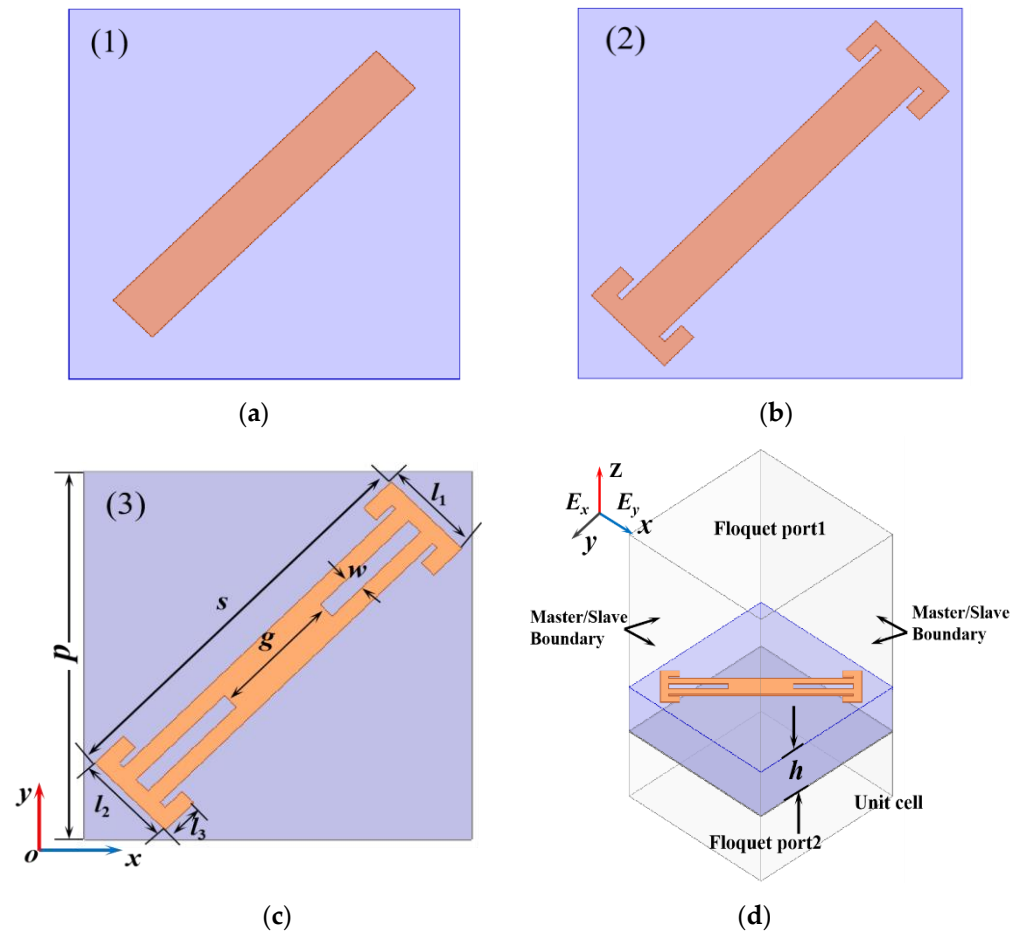 (1)
(2)
(a)
(b)
(3)
l1
w
s
g
p
l2
l3
y
o
x
(c)
z
Ex
Ey
y
x
Floquet port1
Master/Slave
Boundary
Master/Slave
Boundary
h
Unit cell
Floquet port2
(d)